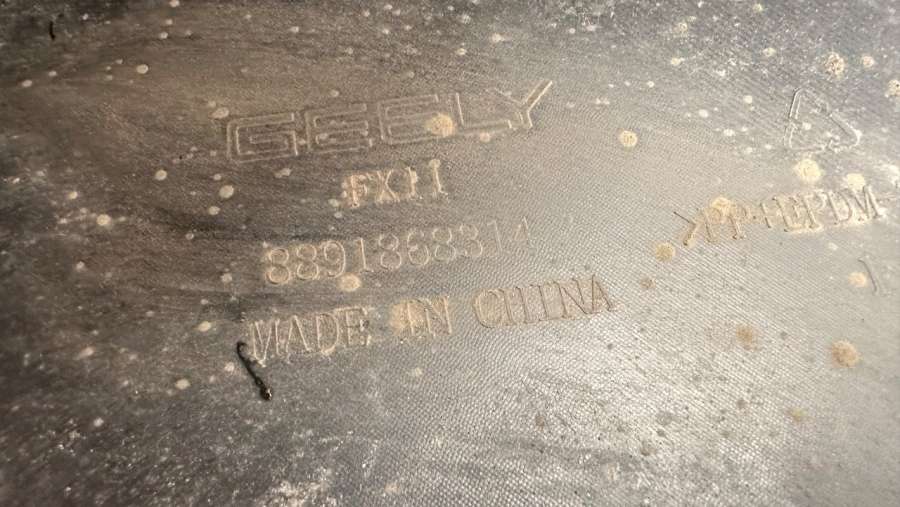 GEELY
FX11
8891868314
>PP+EPDM
MADE IN CHINA